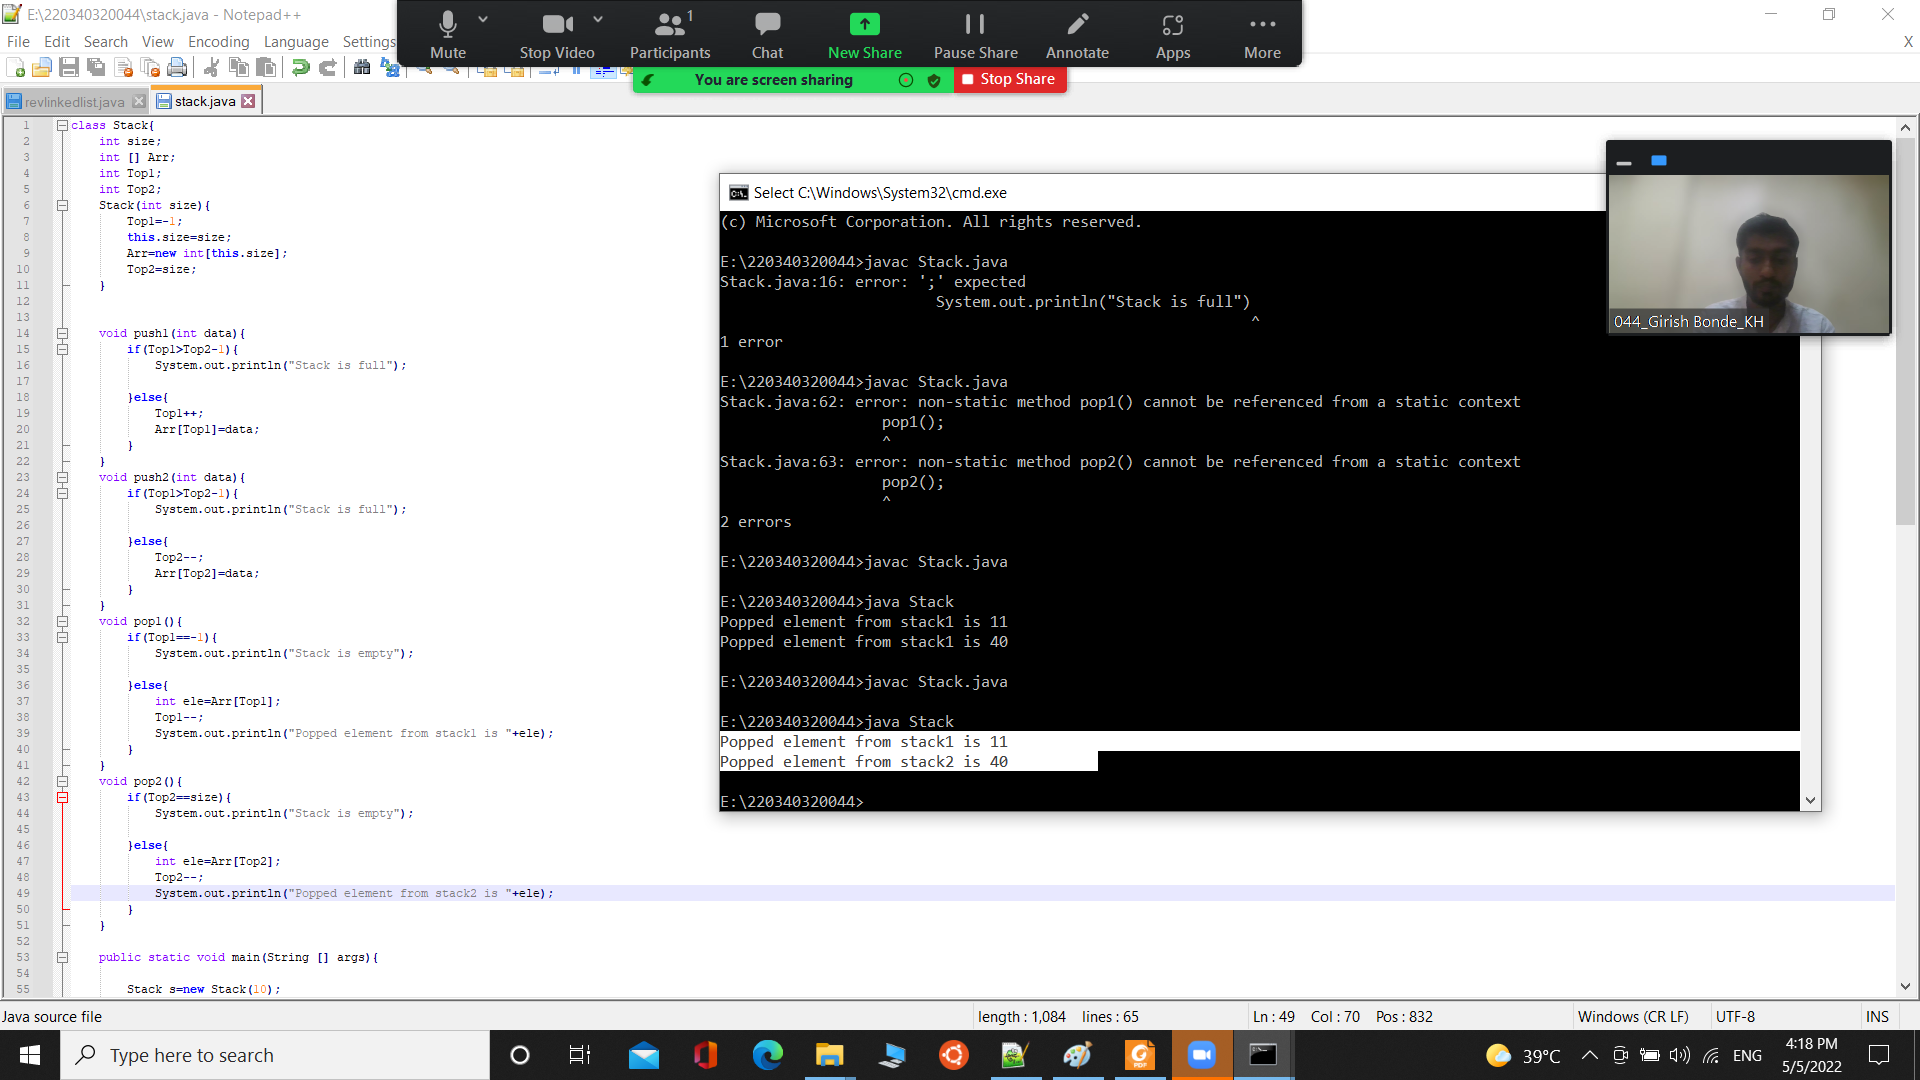 E:\220340320044\stack.java - Notepad++
File Edit Search View Encoding Language Settings
X
Mute
Stop Video
1
Participants
Chat
New Share
Pause Share
Annotate
Apps
More
You are screen sharing
Stop Share
revlinkedlist.java
stack.java
1 class Stack{
2 int size;
3 int [] Arr;
4 int Top1;
5 int Top2;
6 Stack(int size){
7 Top1=-1;
8 this.size=size;
9 Arr=new int[this.size];
10 Top2=size;
11 }
12
13
14 void push1(int data){
15 if(Top1>Top2-1){
16 System.out.println("Stack is full");
17
18 }else{
19 Top1++;
20 Arr[Top1]=data;
21 }
22 }
23 void push2(int data){
24 if(Top1>Top2-1){
25 System.out.println("Stack is full");
26
27 }else{
28 Top2--;
29 Arr[Top2]=data;
30 }
31 }
32 void pop1(){
33 if(Top1==-1){
34 System.out.println("Stack is empty");
35
36 }else{
37 int ele=Arr[Top1];
38 Top1--;
39 System.out.println("Popped element from stack1 is "+ele);
40 }
41 }
42 void pop2(){
43 if(Top2==size){
44 System.out.println("Stack is empty");
45
46 }else{
47 int ele=Arr[Top2];
48 Top2--;
49 System.out.println("Popped element from stack2 is "+ele);
50 }
51 }
52
53 public static void main(String [] args){
54
55 Stack s=new Stack(10);
Select C:\Windows\System32\cmd.exe
(c) Microsoft Corporation. All rights reserved.
E:\220340320044>javac Stack.java
Stack.java:16: error: ';' expected
System.out.println("Stack is full")
^
1 error
E:\220340320044>javac Stack.java
Stack.java:62: error: non-static method pop1() cannot be referenced from a static context
pop1();
^
Stack.java:63: error: non-static method pop2() cannot be referenced from a static context
pop2();
^
2 errors
E:\220340320044>javac Stack.java
E:\220340320044>java Stack
Popped element from stack1 is 11
Popped element from stack1 is 40
E:\220340320044>javac Stack.java
E:\220340320044>java Stack
Popped element from stack1 is 11
Popped element from stack2 is 40
E:\220340320044>
044_Girish Bonde_KH
Java source file
length : 1,084 lines : 65
Ln : 49 Col : 70 Pos : 832
Windows (CR LF)
UTF-8
INS
Type here to search
39°C
ENG
4:18 PM
5/5/2022